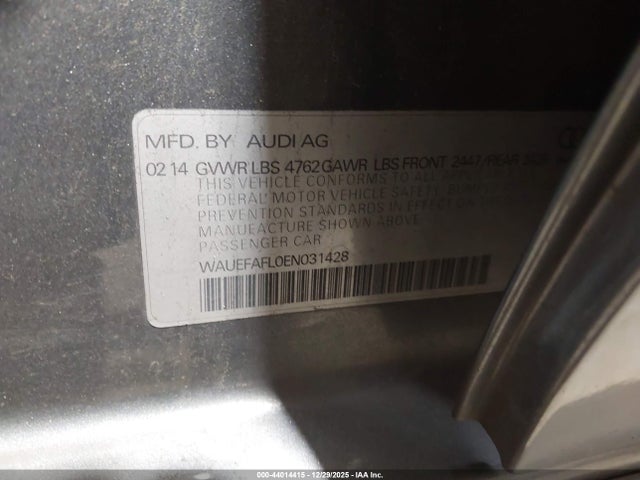 MFD. BY AUDI AG
02 14 GVWR LBS 4762 GAWR LBS FRONT 2447/REAR
THIS VEHICLE CONFORMS TO ALL
FEDERAL MOTOR VEHICLE SAFETY,
PREVENTION STANDARDS IN EFFECT ON THE
MANUFACTURE SHOWN ABOVE
PASSENGER CAR
WAUEFAFL0EN031428
000-44014415 - 12/29/2025 - IAA Inc.